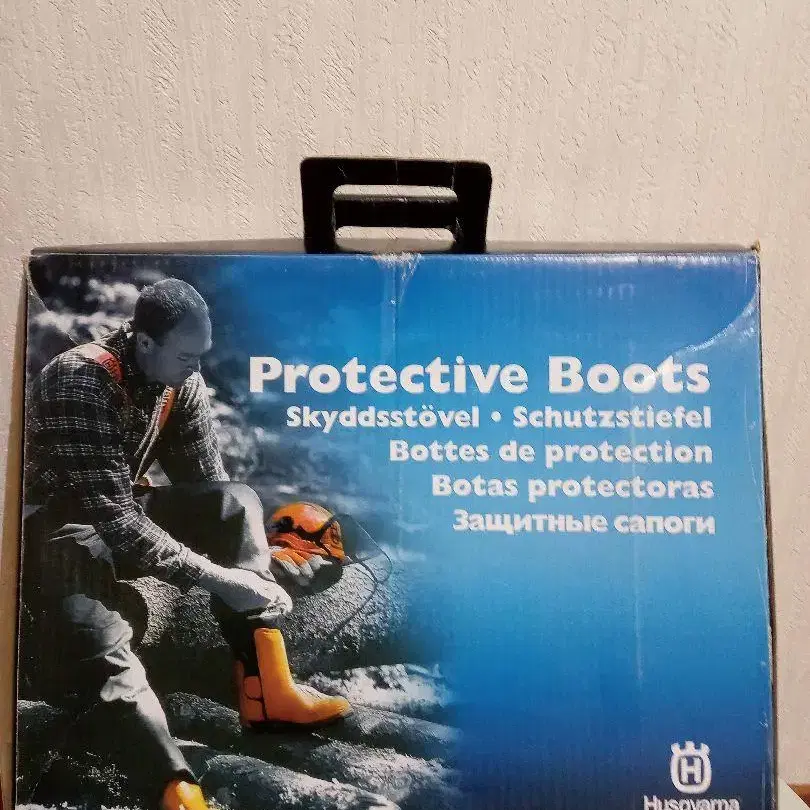 Protective Boots
Skyddsstövel • Schutzstiefel
Bottes de protection
Botas protectoras
Защитные сапоги
H
Husqvarna